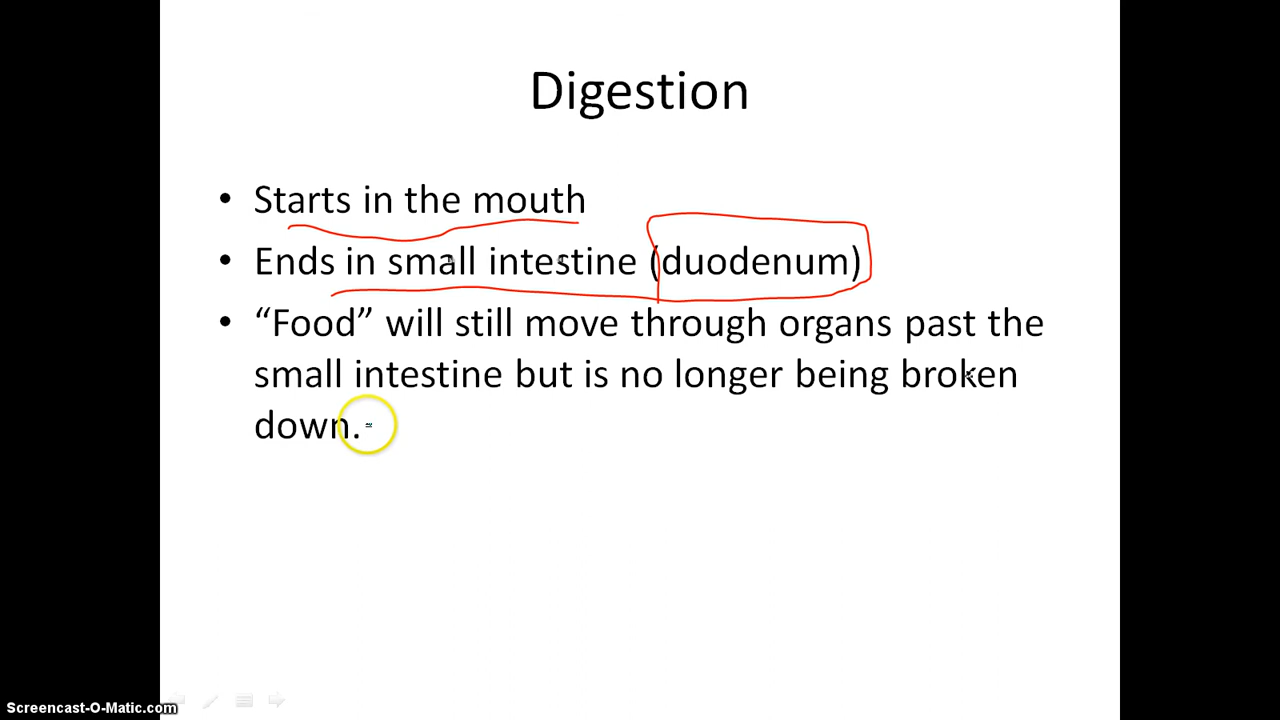 Digestion
• Starts in the mouth
• Ends in small intestine (duodenum)
• “Food” will still move through organs past the
small intestine but is no longer being broken
down.
Screencast-O-Matic.com